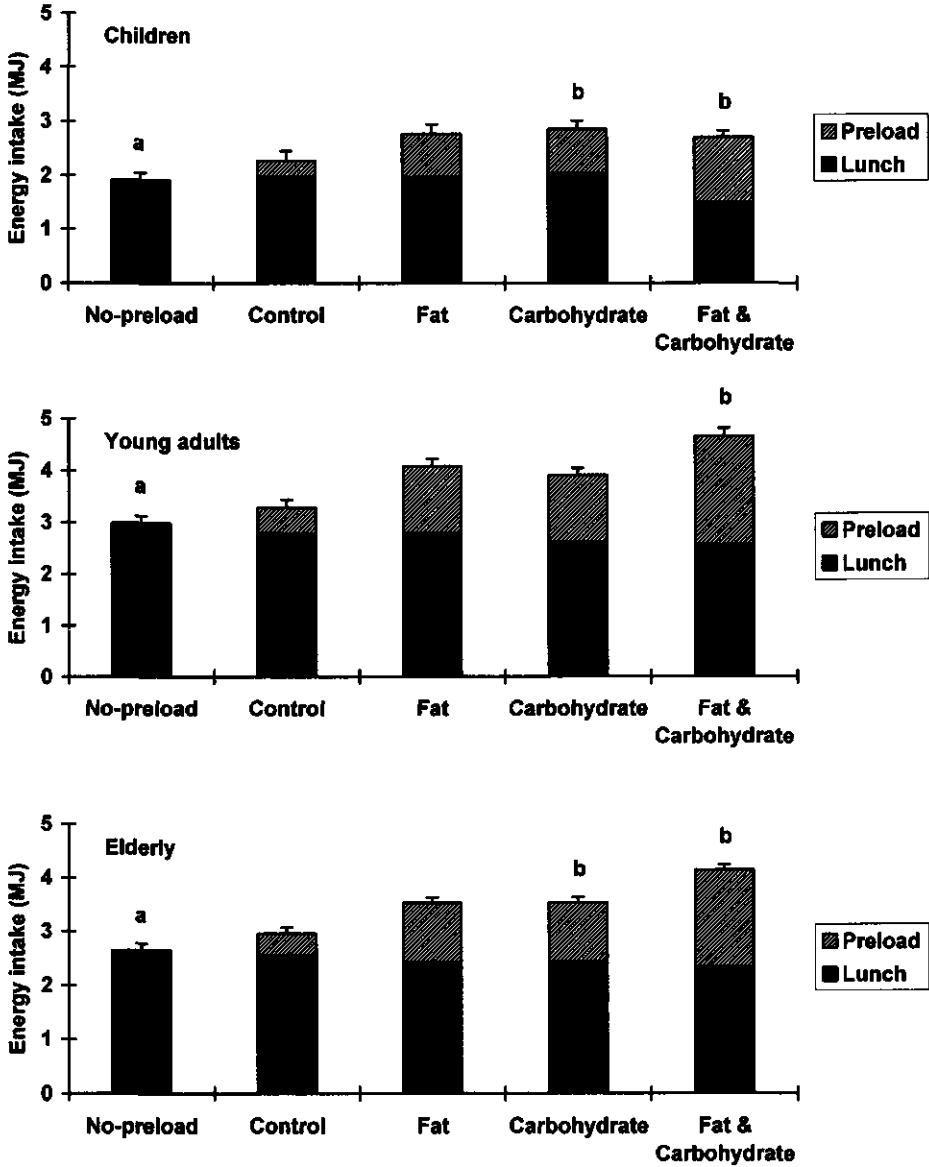 Children
Energy intake (MJ)
5
4
3
2
1
0
a
b
b
Preload
Lunch
No-preload
Control
Fat
Carbohydrate
Fat &
Carbohydrate
Young adults
Energy intake (MJ)
5
4
3
2
1
0
a
b
Preload
Lunch
No-preload
Control
Fat
Carbohydrate
Fat &
Carbohydrate
Elderly
Energy intake (MJ)
5
4
3
2
1
0
a
b
b
Preload
Lunch
No-preload
Control
Fat
Carbohydrate
Fat &
Carbohydrate